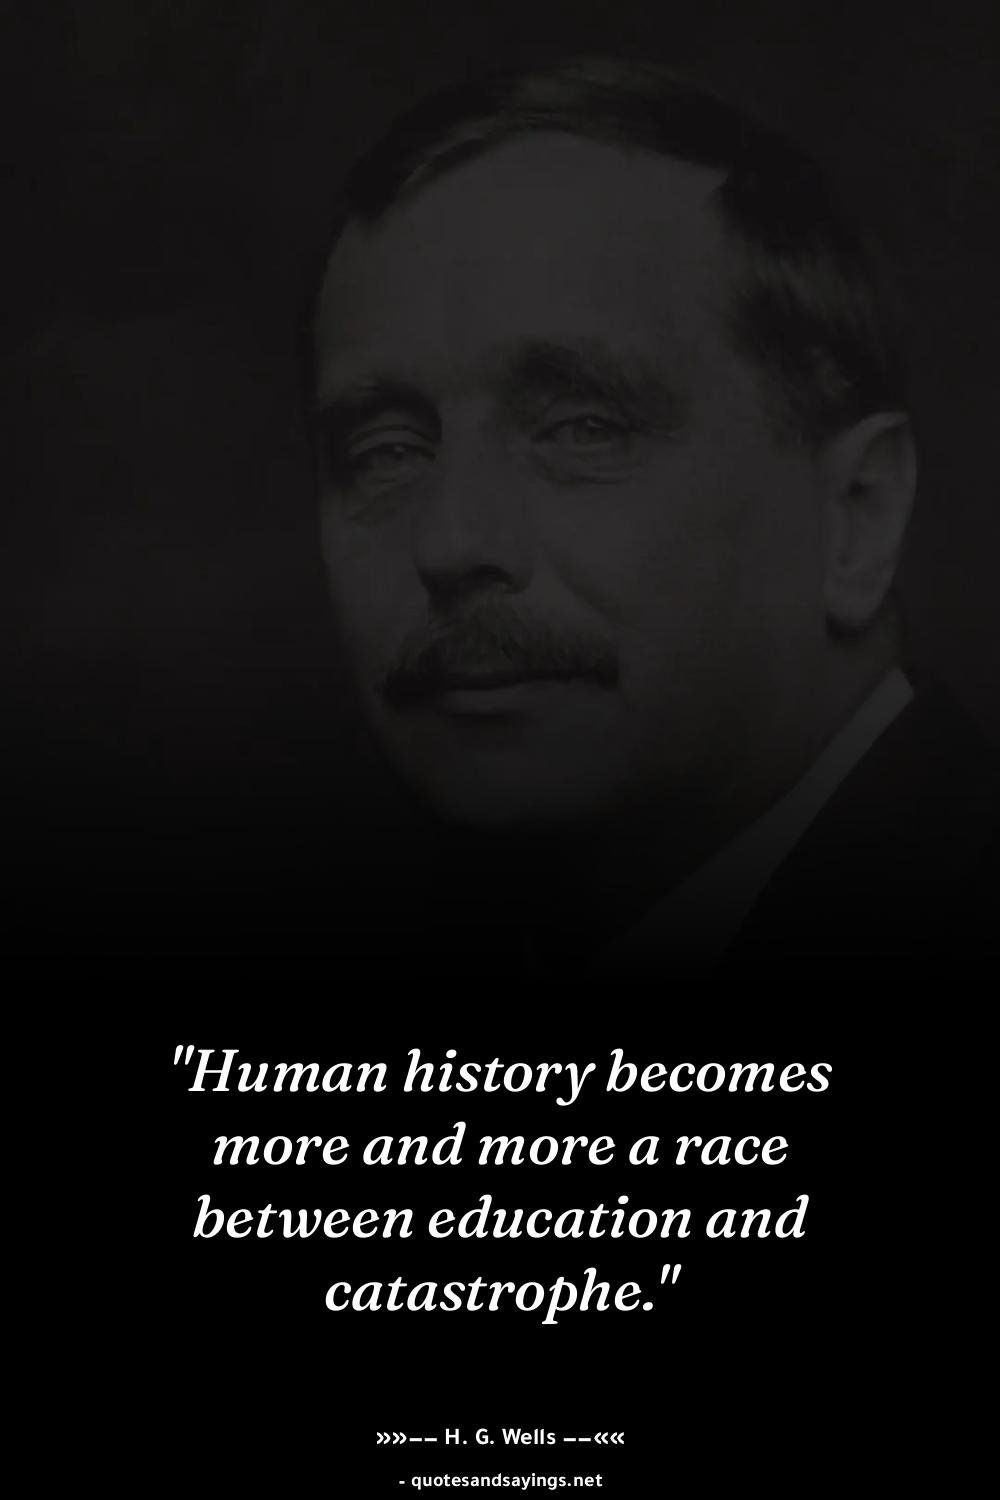 "Human history becomes
more and more a race
between education and
catastrophe."
»»–– H. G. Wells ––««
- quotesandsayings.net